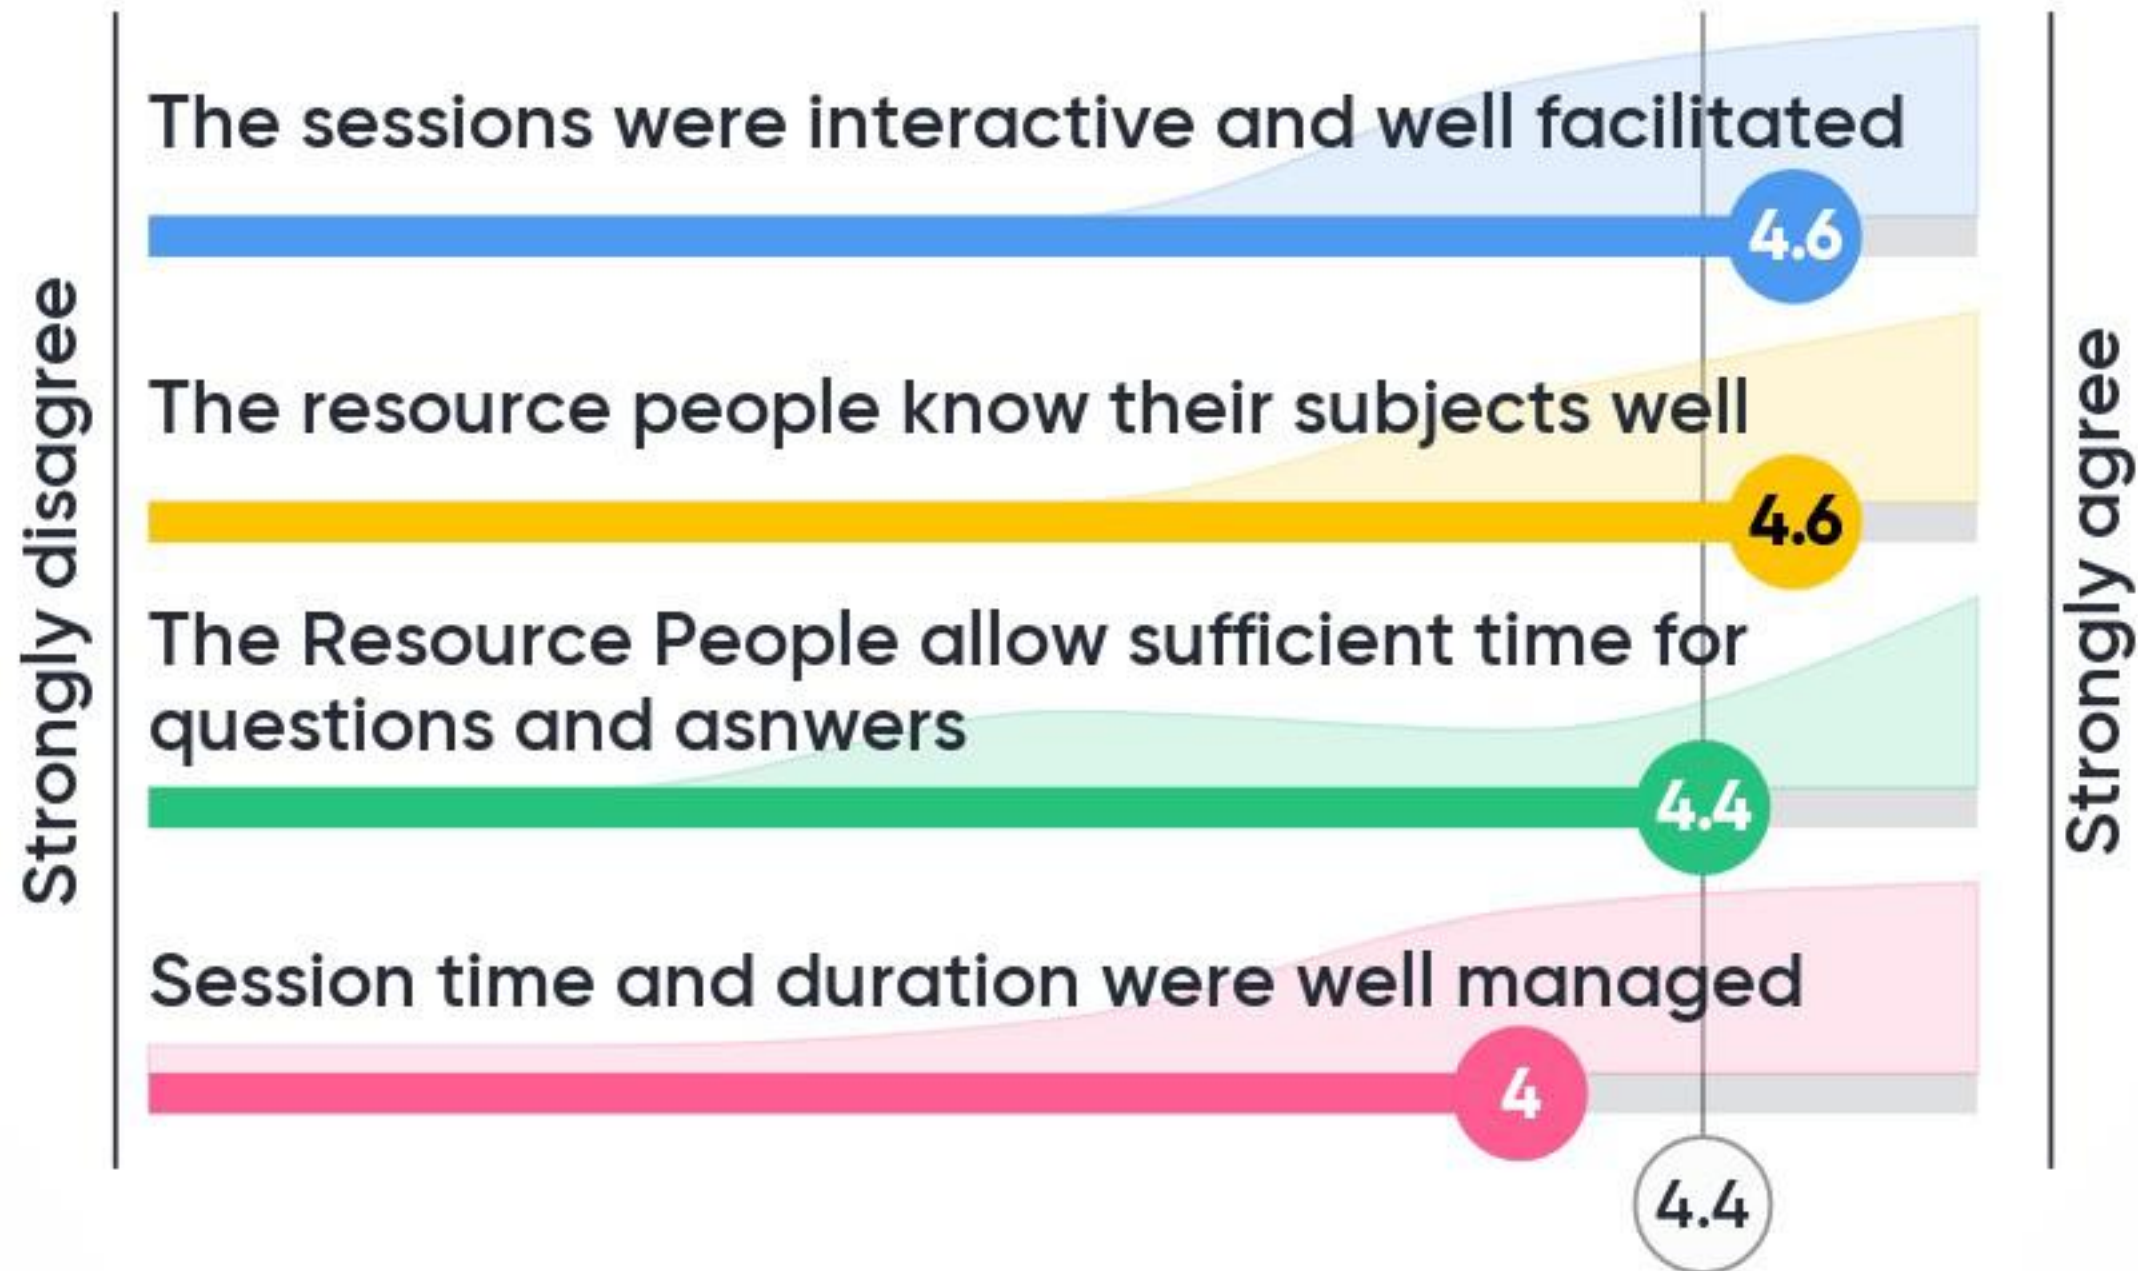 Strongly disagree
The sessions were interactive and well facilitated
4.6
The resource people know their subjects well
4.6
The Resource People allow sufficient time for
questions and asnwers
4.4
Session time and duration were well managed
4
4.4
Strongly agree